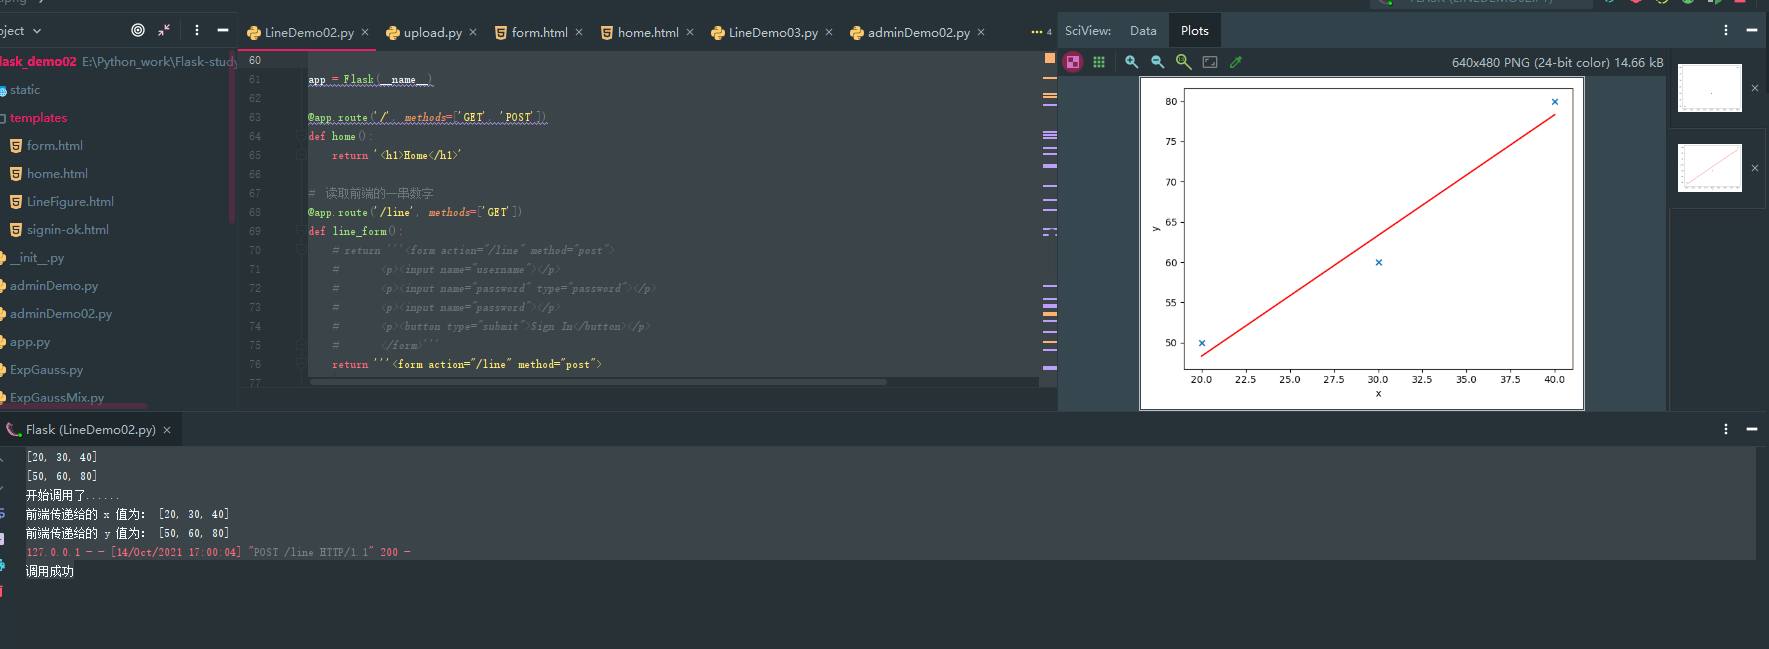 oject
LineDemo02.py
upload.py
form.html
home.html
LineDemo03.py
adminDemo02.py
4
SciView:
Data
Plots
lask_demo02 E:\Python_work\Flask-study
static
templates
form.html
home.html
LineFigure.html
signin-ok.html
__init__.py
adminDemo.py
adminDemo02.py
app.py
ExpGauss.py
ExpGaussMix.py
60
61 app = Flask(__name__)
62
63 @app.route('/', methods=['GET', 'POST'])
64 def home():
65 return '<h1>Home</h1>'
66
67 # 读取前端的一串数字
68 @app.route('/line', methods=['GET'])
69 def line_form():
70 # return '''<form action="/line" method="post">
71 # <p><input name="username"></p>
72 # <p><input name="password" type="password"></p>
73 # <p><input name="password"></p>
74 # <p><button type="submit">Sign In</button></p>
75 # </form>'''
76 return '''<form action="/line" method="post">
77
640x480 PNG (24-bit color) 14.66 kB
80
75
70
65
y
60
55
50
20.0 22.5 25.0 27.5 30.0 32.5 35.0 37.5 40.0
x
Flask (LineDemo02.py)
[20, 30, 40]
[50, 60, 80]
开始调用了......
前端传递给的 x 值为： [20, 30, 40]
前端传递给的 y 值为： [50, 60, 80]
127.0.0.1 - - [14/Oct/2021 17:00:04] "POST /line HTTP/1.1" 200 -
调用成功